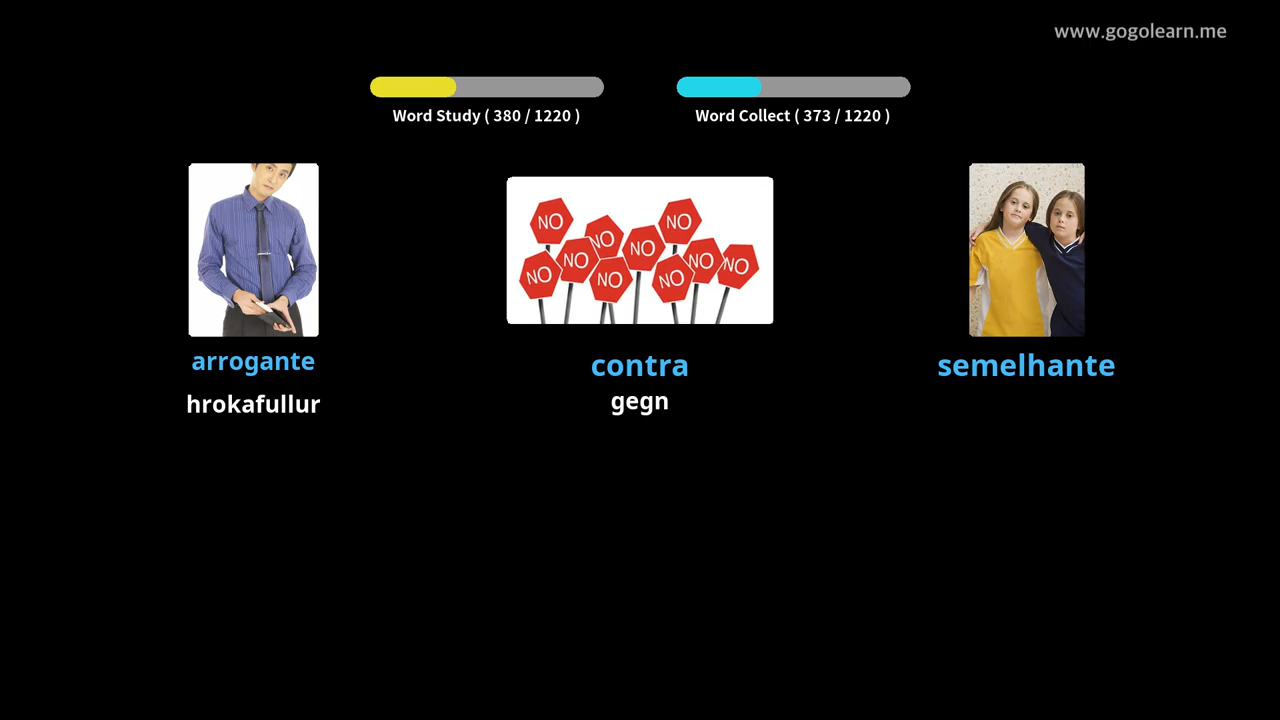 www.gogolearn.me
Word Study ( 380 / 1220 )
Word Collect ( 373 / 1220 )
NO
NO
NO
NO
NO
NO
NO
NO
NO
NO
arrogante
contra
semelhante
hrokafullur
gegn